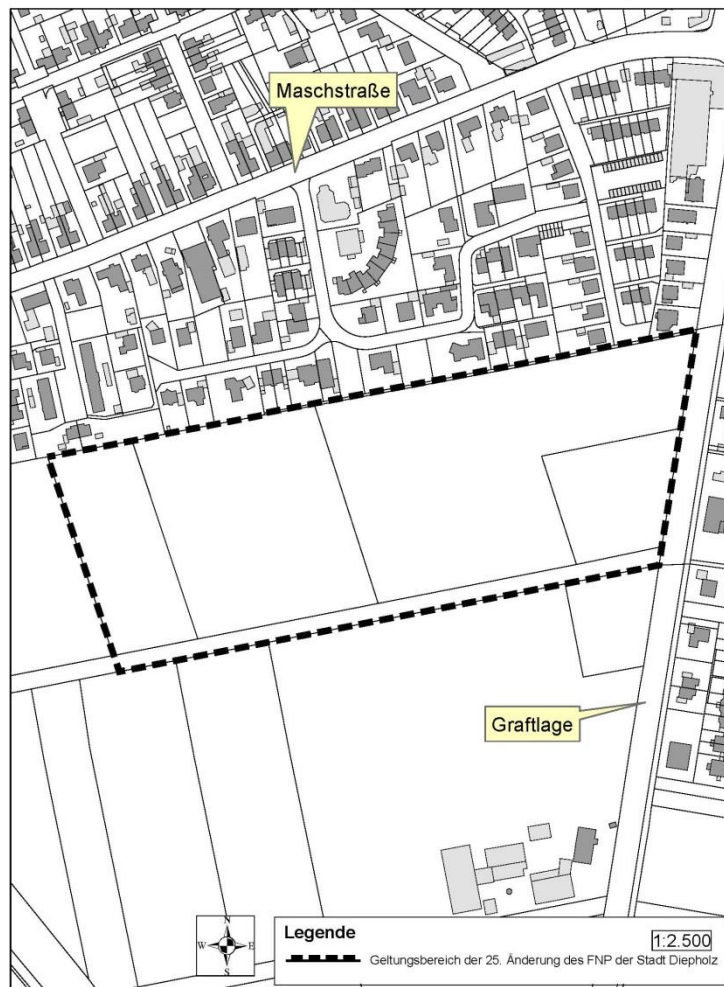 Maschstraße
Graftlage
N
W E
S
Legende
1:2.500
Geltungsbereich der 25. Änderung des FNP der Stadt Diepholz